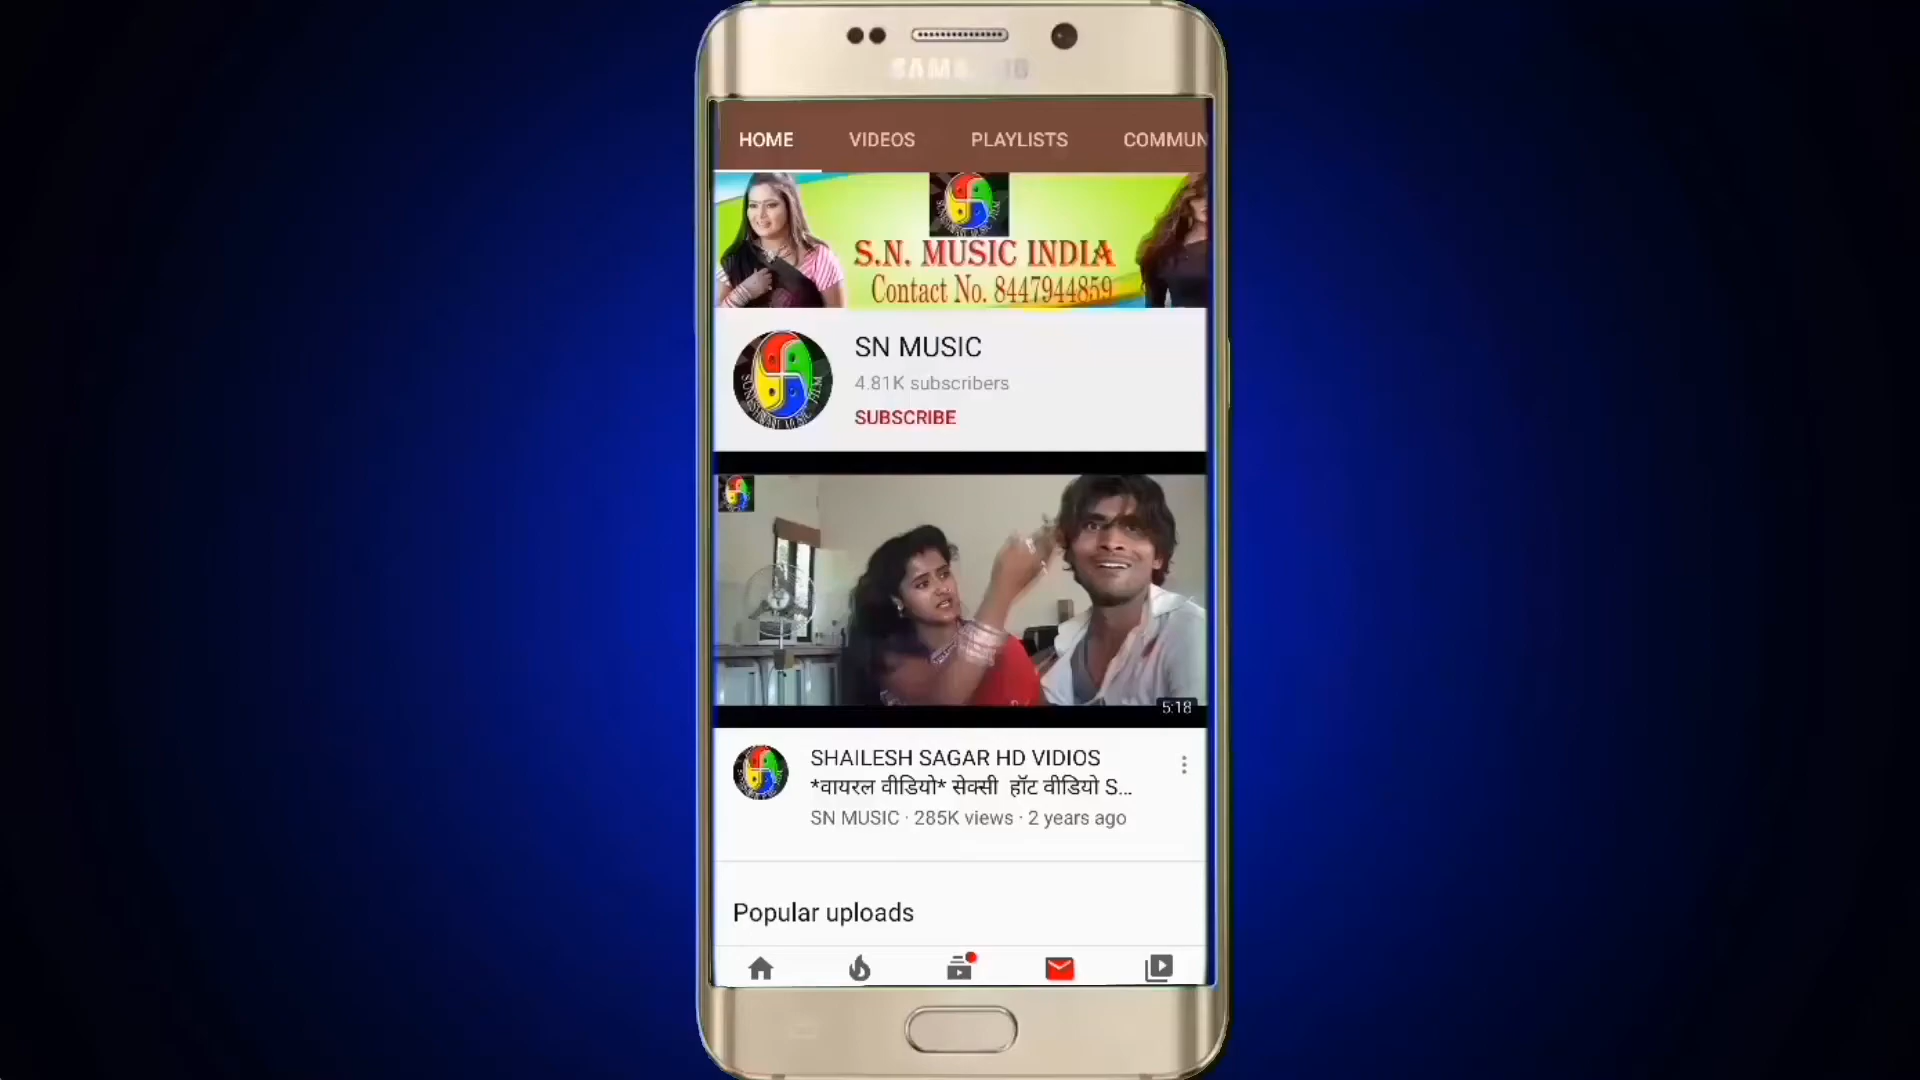 HOME VIDEOS PLAYLISTS COMMUN
S.N. MUSIC INDIA
Contact No. 8447944859
SN MUSIC
4.81K subscribers
SUBSCRIBE
5:18
SHAILESH SAGAR HD VIDIOS
*वायरल वीडियो* सेक्सी हॉट वीडियो S...
SN MUSIC · 285K views · 2 years ago
Popular uploads